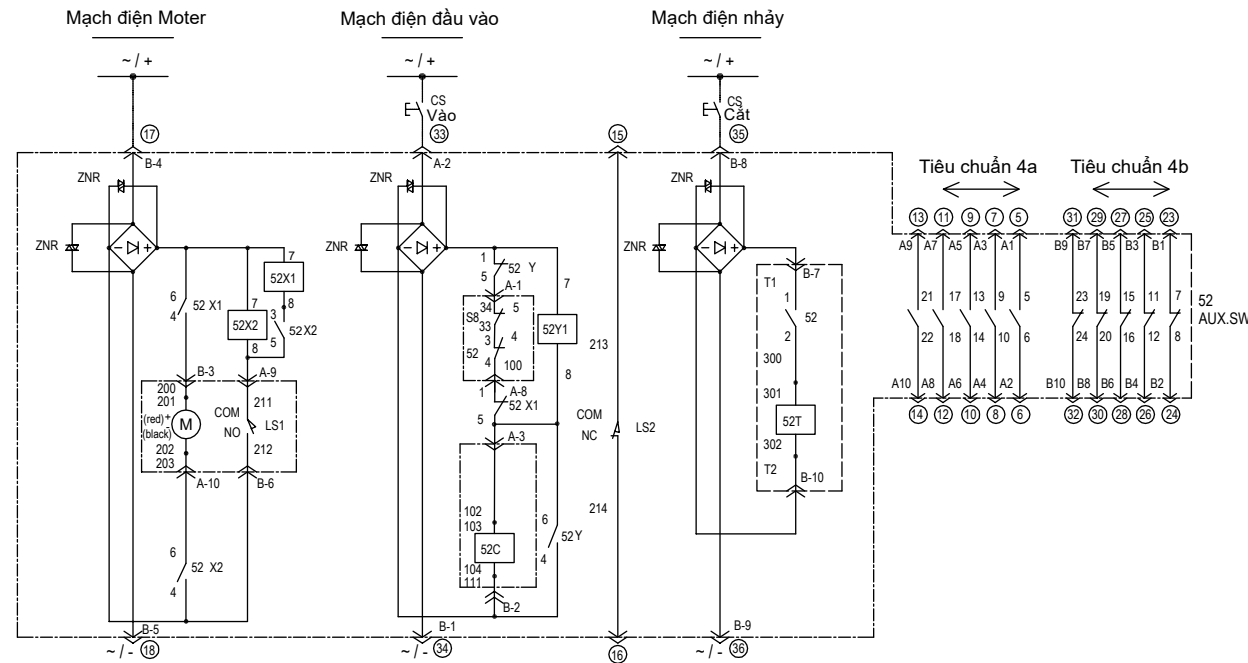 Mạch điện Moter
Mạch điện đầu vào
Mạch điện nhảy
~ / +
~ / +
~ / +
CS
Vào
CS
Cắt
17
33
15
35
B-4
A-2
B-8
Tiêu chuẩn 4a
Tiêu chuẩn 4b
ZNR
ZNR
ZNR
ZNR
ZNR
ZNR
- +
- +
- +
13 11 9 7 5
31 29 27 25 23
A9 A7 A5 A3 A1
B9 B7 B5 B3 B1
21 17 13 9 5
23 19 15 11 7
22 18 14 10 6
24 20 16 12 8
52
AUX.SW
A10 A8 A6 A4 A2
B10 B8 B6 B4 B2
14 12 10 8 6
32 30 28 26 24
6
52 X1
4
7
52X2
8
7
52X1
8
3
52X2
5
B-3
A-9
200
201
(red) +
(black) -
M
202
203
COM
NO
211
LS1
212
A-10
B-6
6
52 X2
4
B-5
~ / - 18
1
52 Y
5
A-1
34 5
S8
33
3 4
52
4
100
A-8
1
52 X1
5
A-3
102
103
52C
104
111
B-2
7
52Y1
8
6
52Y
4
B-1
~ / - 34
213
COM
NC
LS2
214
16
B-7
T1
1
52
2
300
301
52T
302
T2
B-10
B-9
~ / - 36